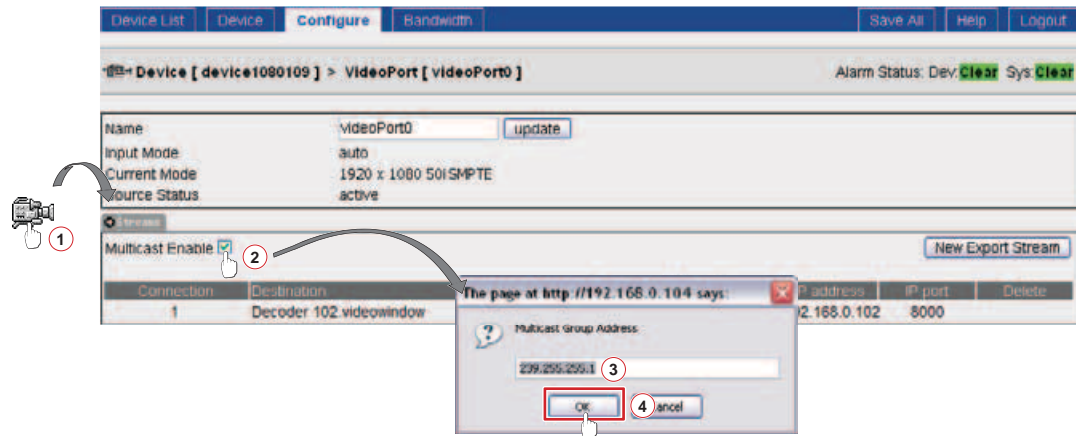 Device List Device Configure Bandwidth Save All Help Logout
Device [ device1080109 ] > VideoPort [ videoPort0 ] Alarm Status: Dev: Clear Sys: Clear
Name videoPort0 update
Input Mode auto
Current Mode 1920 x 1080 50i SMPTE
Source Status active
1
Streams
Multicast Enable 2 New Export Stream
Connection Destination IP address IP port Delete
1 Decoder 102 videowindow 192.168.0.102 8000
The page at http://192.168.0.104 says:
Multicast Group Address
239.255.255.1 3
OK 4 Cancel